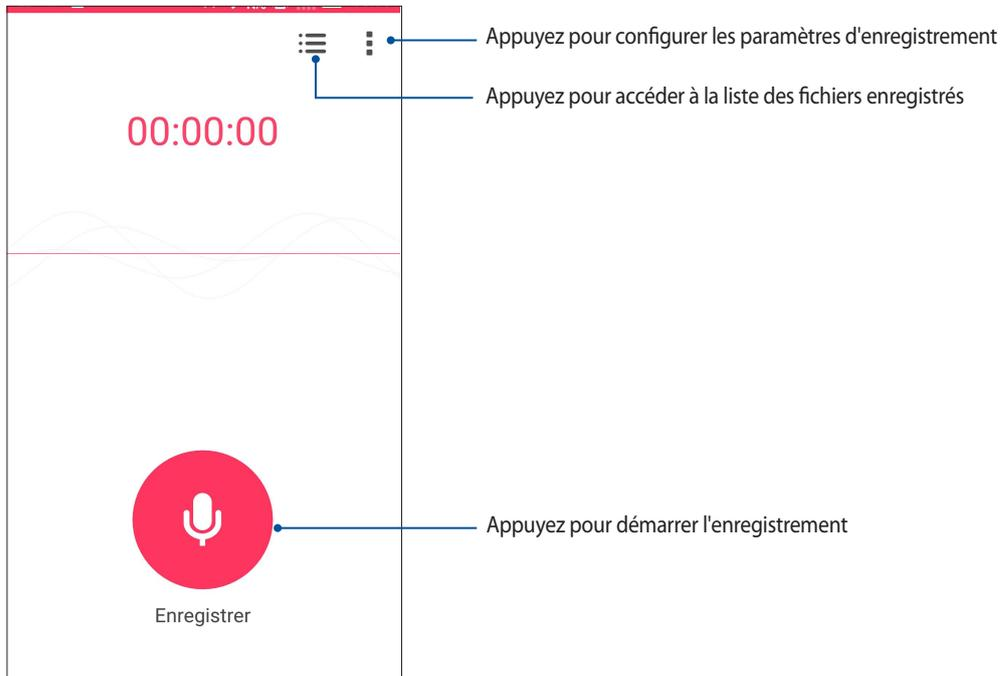 Appuyez pour configurer les paramètres d'enregistrement
Appuyez pour accéder à la liste des fichiers enregistrés
00:00:00
Appuyez pour démarrer l'enregistrement
Enregistrer